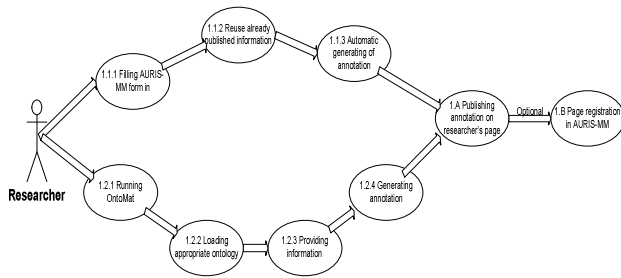 1.1.2 Reuse already
published information
1.1.3 Automatic
generating of
annotation
1.1.1 Filling AURIS-
MM form in
1.A Publishing
annotation on
researcher's page
Optional
1.B Page registration
in AURIS-MM
Researcher
1.2.1 Running
OntoMat
1.2.4 Generating
annotation
1.2.2 Loading
appropriate ontology
1.2.3 Providing
information